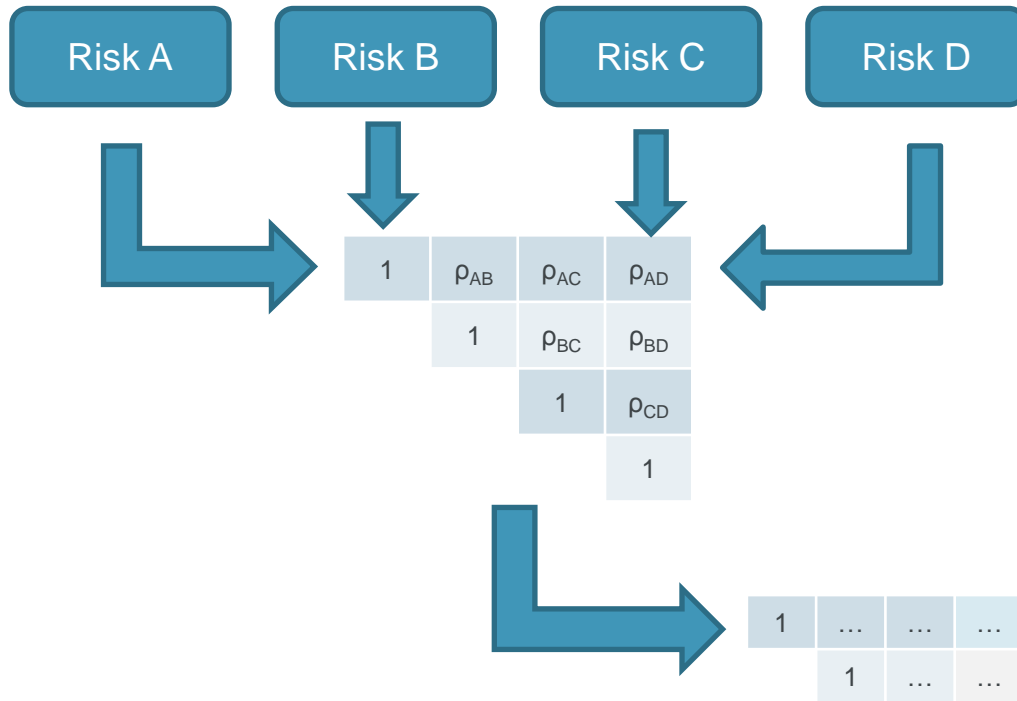 Risk A Risk B Risk C Risk D
1 ρAB ρAC ρAD
1 ρBC ρBD
1 ρCD
1
1 … … …
1 … …